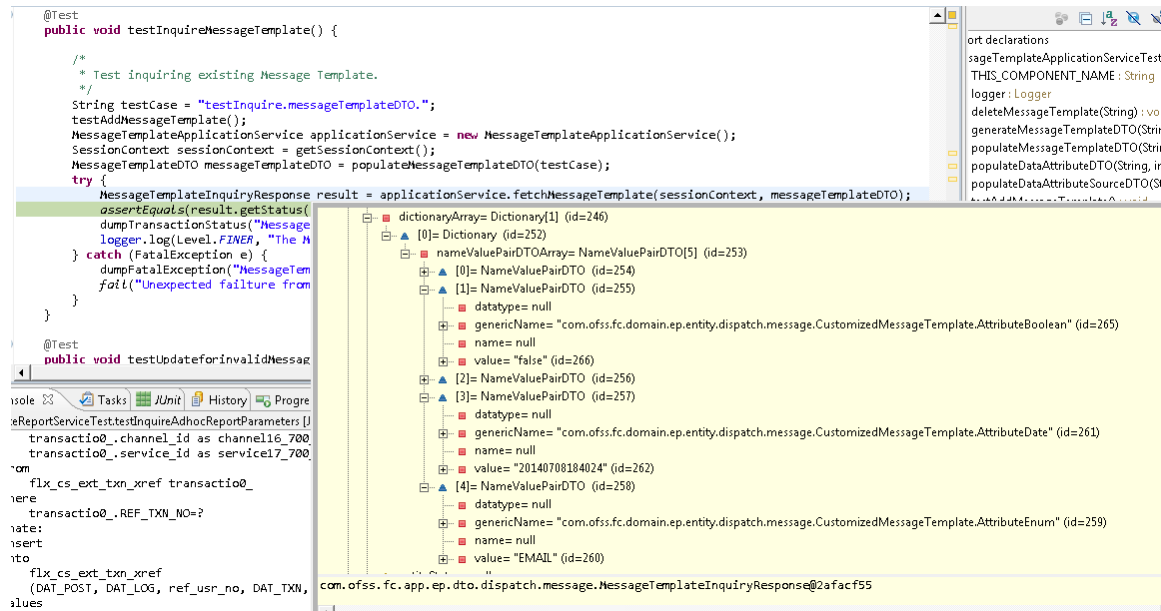 @Test
public void testInquireMessageTemplate() {
/*
* Test inquiring existing Message Template.
*/
String testCase = "testInquire.messageTemplateDTO.";
testAddMessageTemplate();
MessageTemplateApplicationService applicationService = new MessageTemplateApplicationService();
SessionContext sessionContext = getSessionContext();
MessageTemplateDTO messageTemplateDTO = populateMessageTemplateDTO(testCase);
try {
MessageTemplateInquiryResponse result = applicationService.fetchMessageTemplate(sessionContext, messageTemplateDTO);
assertEquals(result.getStatus(
dumpTransactionStatus("Message
logger.log(Level.FINER, "The M
} catch (FatalException e) {
dumpFatalException("MessageTem
fail("Unexpected failture from
}
}
@Test
public void testUpdateforinvalidMessag
ort declarations
sageTemplateApplicationServiceTest
THIS_COMPONENT_NAME : String
logger : Logger
deleteMessageTemplate(String) : vo
generateMessageTemplateDTO(Strin
populateMessageTemplateDTO(Strin
populateDataAttributeDTO(String, in
populateDataAttributeSourceDTO(St
dictionaryArray= Dictionary[1] (id=246)
[0]= Dictionary (id=252)
nameValuePairDTOArray= NameValuePairDTO[5] (id=253)
[0]= NameValuePairDTO (id=254)
[1]= NameValuePairDTO (id=255)
datatype= null
genericName= "com.ofss.fc.domain.ep.entity.dispatch.message.CustomizedMessageTemplate.AttributeBoolean" (id=265)
name= null
value= "false" (id=266)
[2]= NameValuePairDTO (id=256)
[3]= NameValuePairDTO (id=257)
datatype= null
genericName= "com.ofss.fc.domain.ep.entity.dispatch.message.CustomizedMessageTemplate.AttributeDate" (id=261)
name= null
value= "20140708184024" (id=262)
[4]= NameValuePairDTO (id=258)
datatype= null
genericName= "com.ofss.fc.domain.ep.entity.dispatch.message.CustomizedMessageTemplate.AttributeEnum" (id=259)
name= null
value= "EMAIL" (id=260)
com.ofss.fc.app.ep.dto.dispatch.message.MessageTemplateInquiryResponse@2afacf55
nsole Tasks JUnit History Progre
teReportServiceTest.testInquireAdhocReportParameters [J
transactio0_.channel_id as channel16_700_
transactio0_.service_id as service17_700_
rom
flx_cs_ext_txn_xref transactio0_
here
transactio0_.REF_TXN_NO=?
nate:
nsert
nto
flx_cs_ext_txn_xref
(DAT_POST, DAT_LOG, ref_usr_no, DAT_TXN,
alues